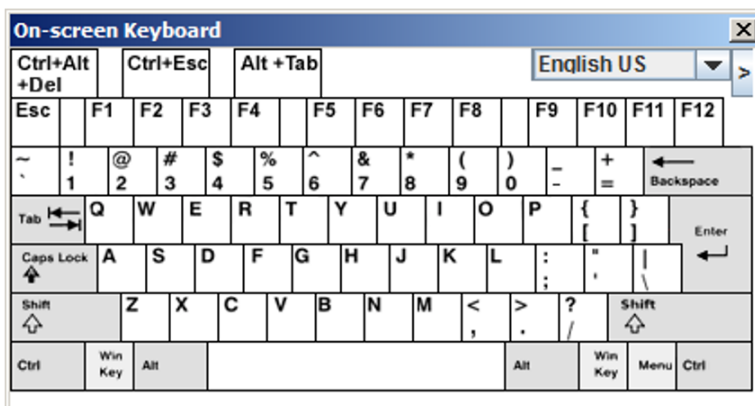 On-screen Keyboard X
Ctrl+Alt Ctrl+Esc Alt +Tab English US >
+Del
Esc F1 F2 F3 F4 F5 F6 F7 F8 F9 F10 F11 F12
~ ! @ # $ % ^ & * ( ) _ +
` 1 2 3 4 5 6 7 8 9 0 - = Backspace
Tab Q W E R T Y U I O P { }
[ ] Enter
Caps Lock A S D F G H J K L : " |
; ' \
Shift Z X C V B N M < > ? Shift
, . /
Ctrl Win Key Alt Alt Win Key Menu Ctrl